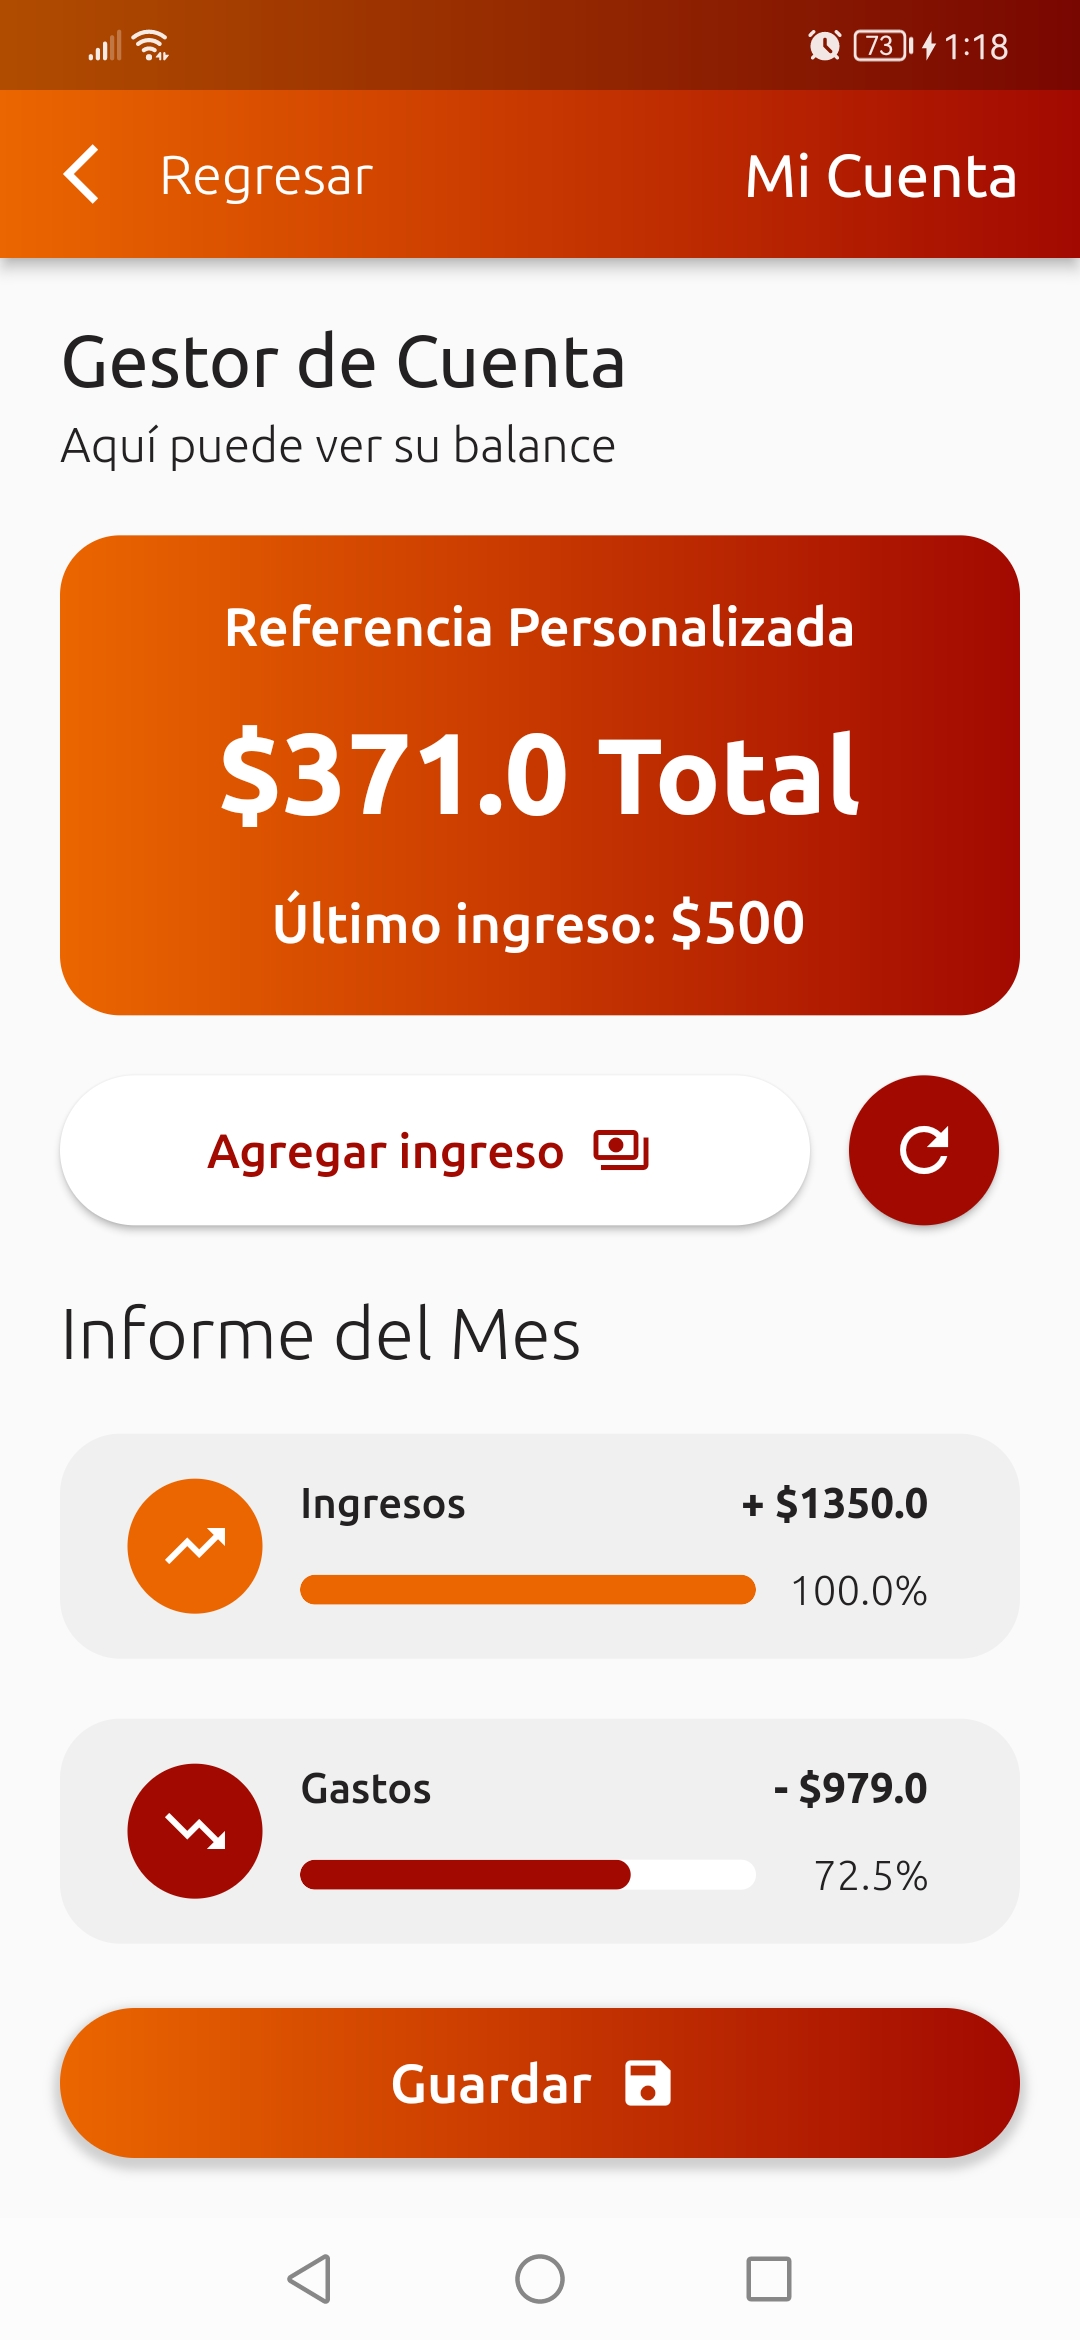 73 1:18
Regresar Mi Cuenta
Gestor de Cuenta
Aquí puede ver su balance
Referencia Personalizada
$371.0 Total
Último ingreso: $500
Agregar ingreso
Informe del Mes
Ingresos + $1350.0
100.0%
Gastos - $979.0
72.5%
Guardar